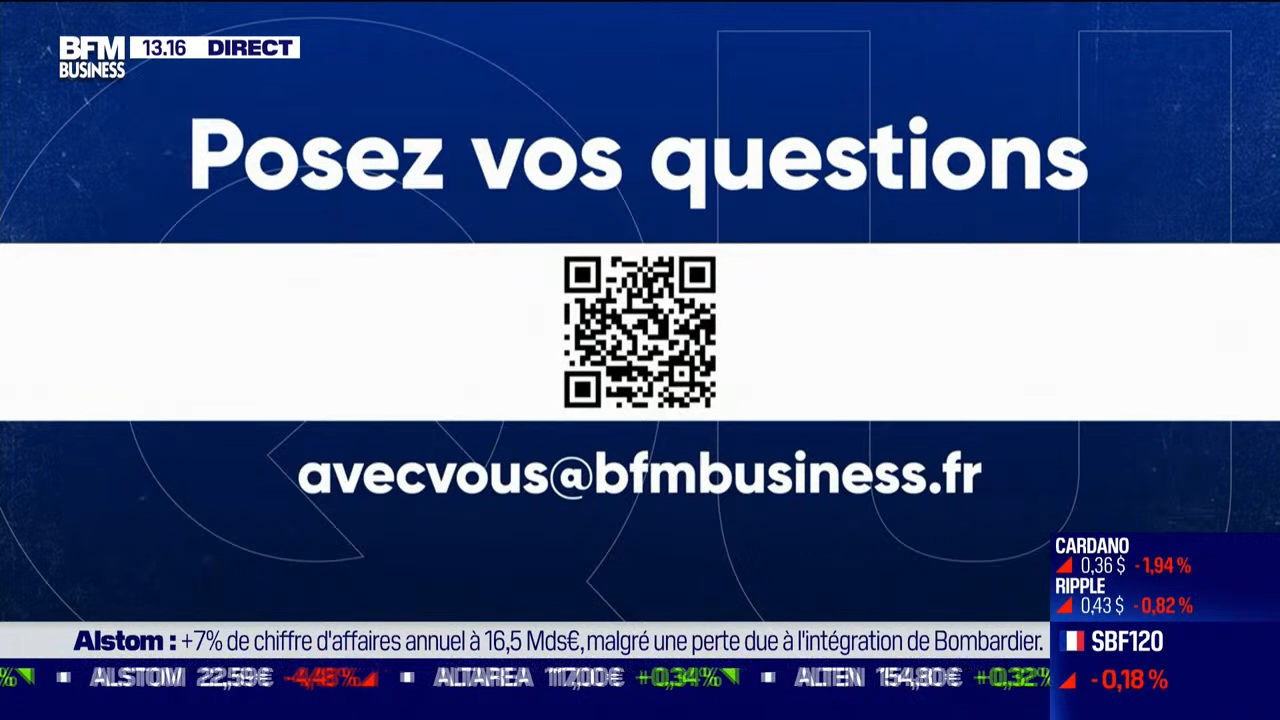 BFM
BUSINESS
13.16 DIRECT
Posez vos questions
avecvous@bfmbusiness.fr
CARDANO
0,36 $ -1,94 %
RIPPLE
0,43 $ -0,82 %
Alstom : +7% de chiffre d'affaires annuel à 16,5 Mds€, malgré une perte due à l'intégration de Bombardier.
SBF120
-0,18 %
% ALSTOM 22,59€ -4,48% ALTAREA 117,00€ +0,34% ALTEN 154,80€ +0,32%